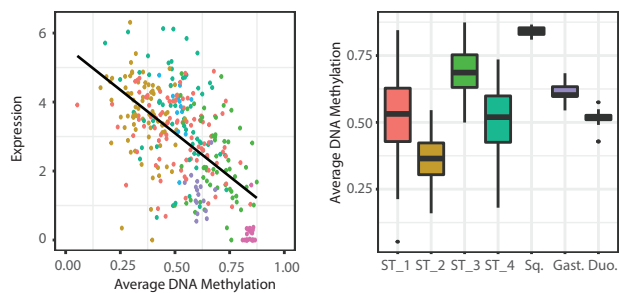 6
4
2
0
Expression
0.00 0.25 0.50 0.75 1.00
Average DNA Methylation
0.75
0.50
0.25
Average DNA Methylation
ST_1 ST_2 ST_3 ST_4 Sq. Gast. Duo.